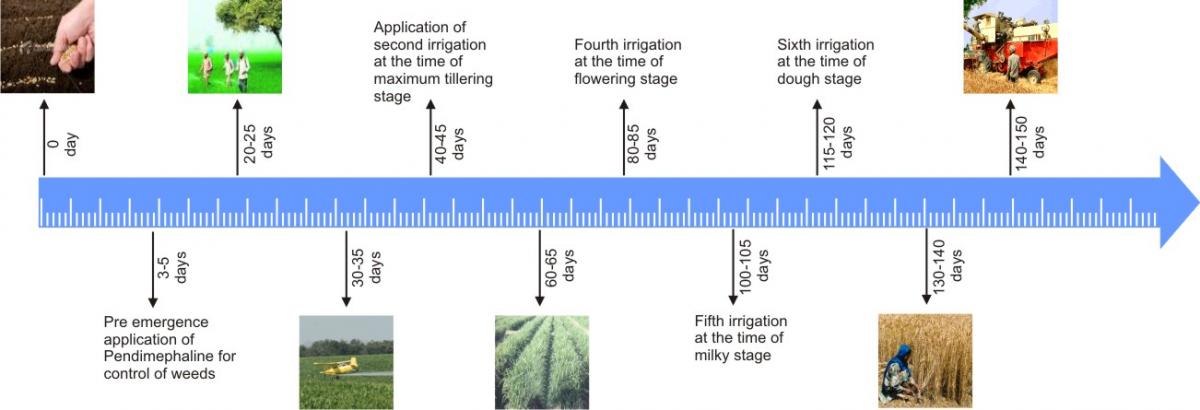 Application of
second irrigation
at the time of
maximum tillering
stage
Fourth irrigation
at the time of
flowering stage
Sixth irrigation
at the time of
dough stage
0
day
20-25
days
40-45
days
80-85
days
115-120
days
140-150
days
3-5
days
30-35
days
60-65
days
100-105
days
130-140
days
Pre emergence
application of
Pendimephaline for
control of weeds
Fifth irrigation
at the time of
milky stage